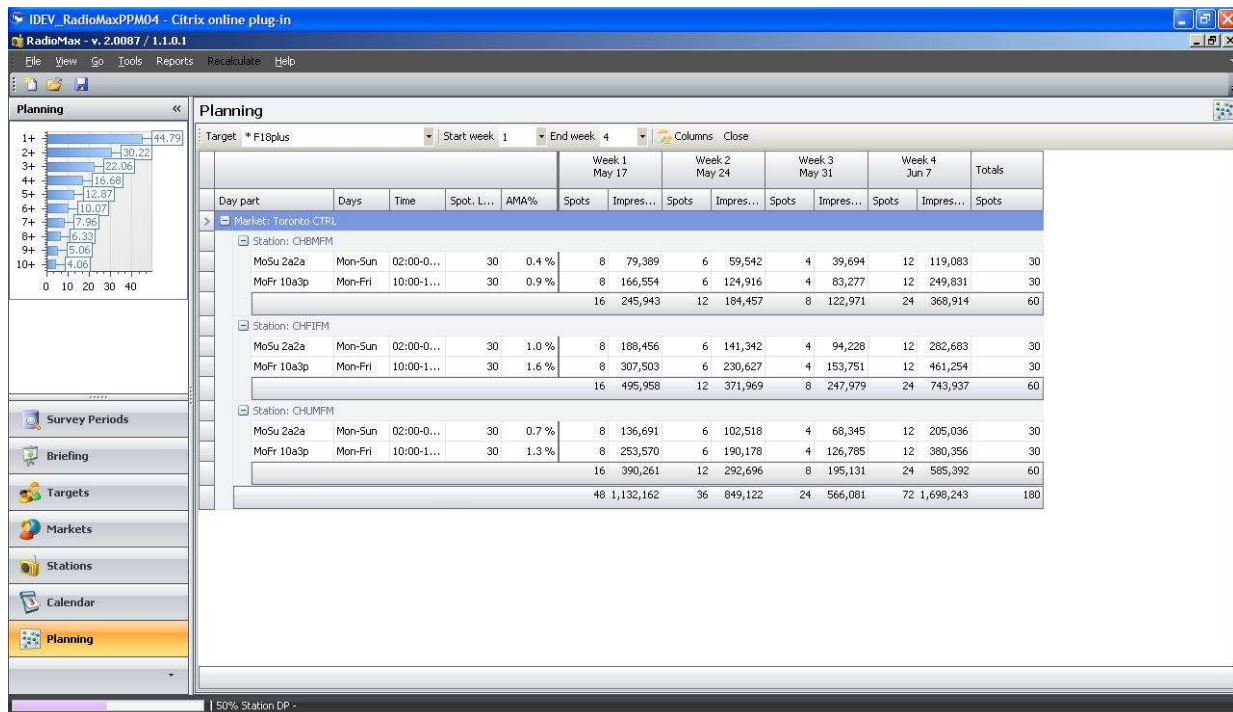 IDEV_RadioMaxPPM04 - Citrix online plug-in
RadioMax - v. 2.0087 / 1.1.0.1
File View Go Tools Reports Recalculate Help
Planning «
1+ 44.79
2+ 30.22
3+ 22.06
4+ 16.68
5+ 12.87
6+ 10.07
7+ 7.96
8+ 6.33
9+ 5.06
10+ 4.06
0 10 20 30 40
Survey Periods
Briefing
Targets
Markets
Stations
Calendar
Planning
Planning
Target * F18plus Start week 1 End week 4 Columns Close
Week 1 Week 2 Week 3 Week 4 Totals
May 17 May 24 May 31 Jun 7
Day part Days Time Spot. L... AMA% Spots Impres... Spots Impres... Spots Impres... Spots Impres... Spots
Market: Toronto CTRL
Station: CHBMFM
MoSu 2a2a Mon-Sun 02:00-0... 30 0.4 % 8 79,389 6 59,542 4 39,694 12 119,083 30
MoFr 10a3p Mon-Fri 10:00-1... 30 0.9 % 8 166,554 6 124,916 4 83,277 12 249,831 30
16 245,943 12 184,457 8 122,971 24 368,914 60
Station: CHFIFM
MoSu 2a2a Mon-Sun 02:00-0... 30 1.0 % 8 188,456 6 141,342 4 94,228 12 282,683 30
MoFr 10a3p Mon-Fri 10:00-1... 30 1.6 % 8 307,503 6 230,627 4 153,751 12 461,254 30
16 495,958 12 371,969 8 247,979 24 743,937 60
Station: CHUMFM
MoSu 2a2a Mon-Sun 02:00-0... 30 0.7 % 8 136,691 6 102,518 4 68,345 12 205,036 30
MoFr 10a3p Mon-Fri 10:00-1... 30 1.3 % 8 253,570 6 190,178 4 126,785 12 380,356 30
16 390,261 12 292,696 8 195,131 24 585,392 60
48 1,132,162 36 849,122 24 566,081 72 1,698,243 180
50% Station DP -